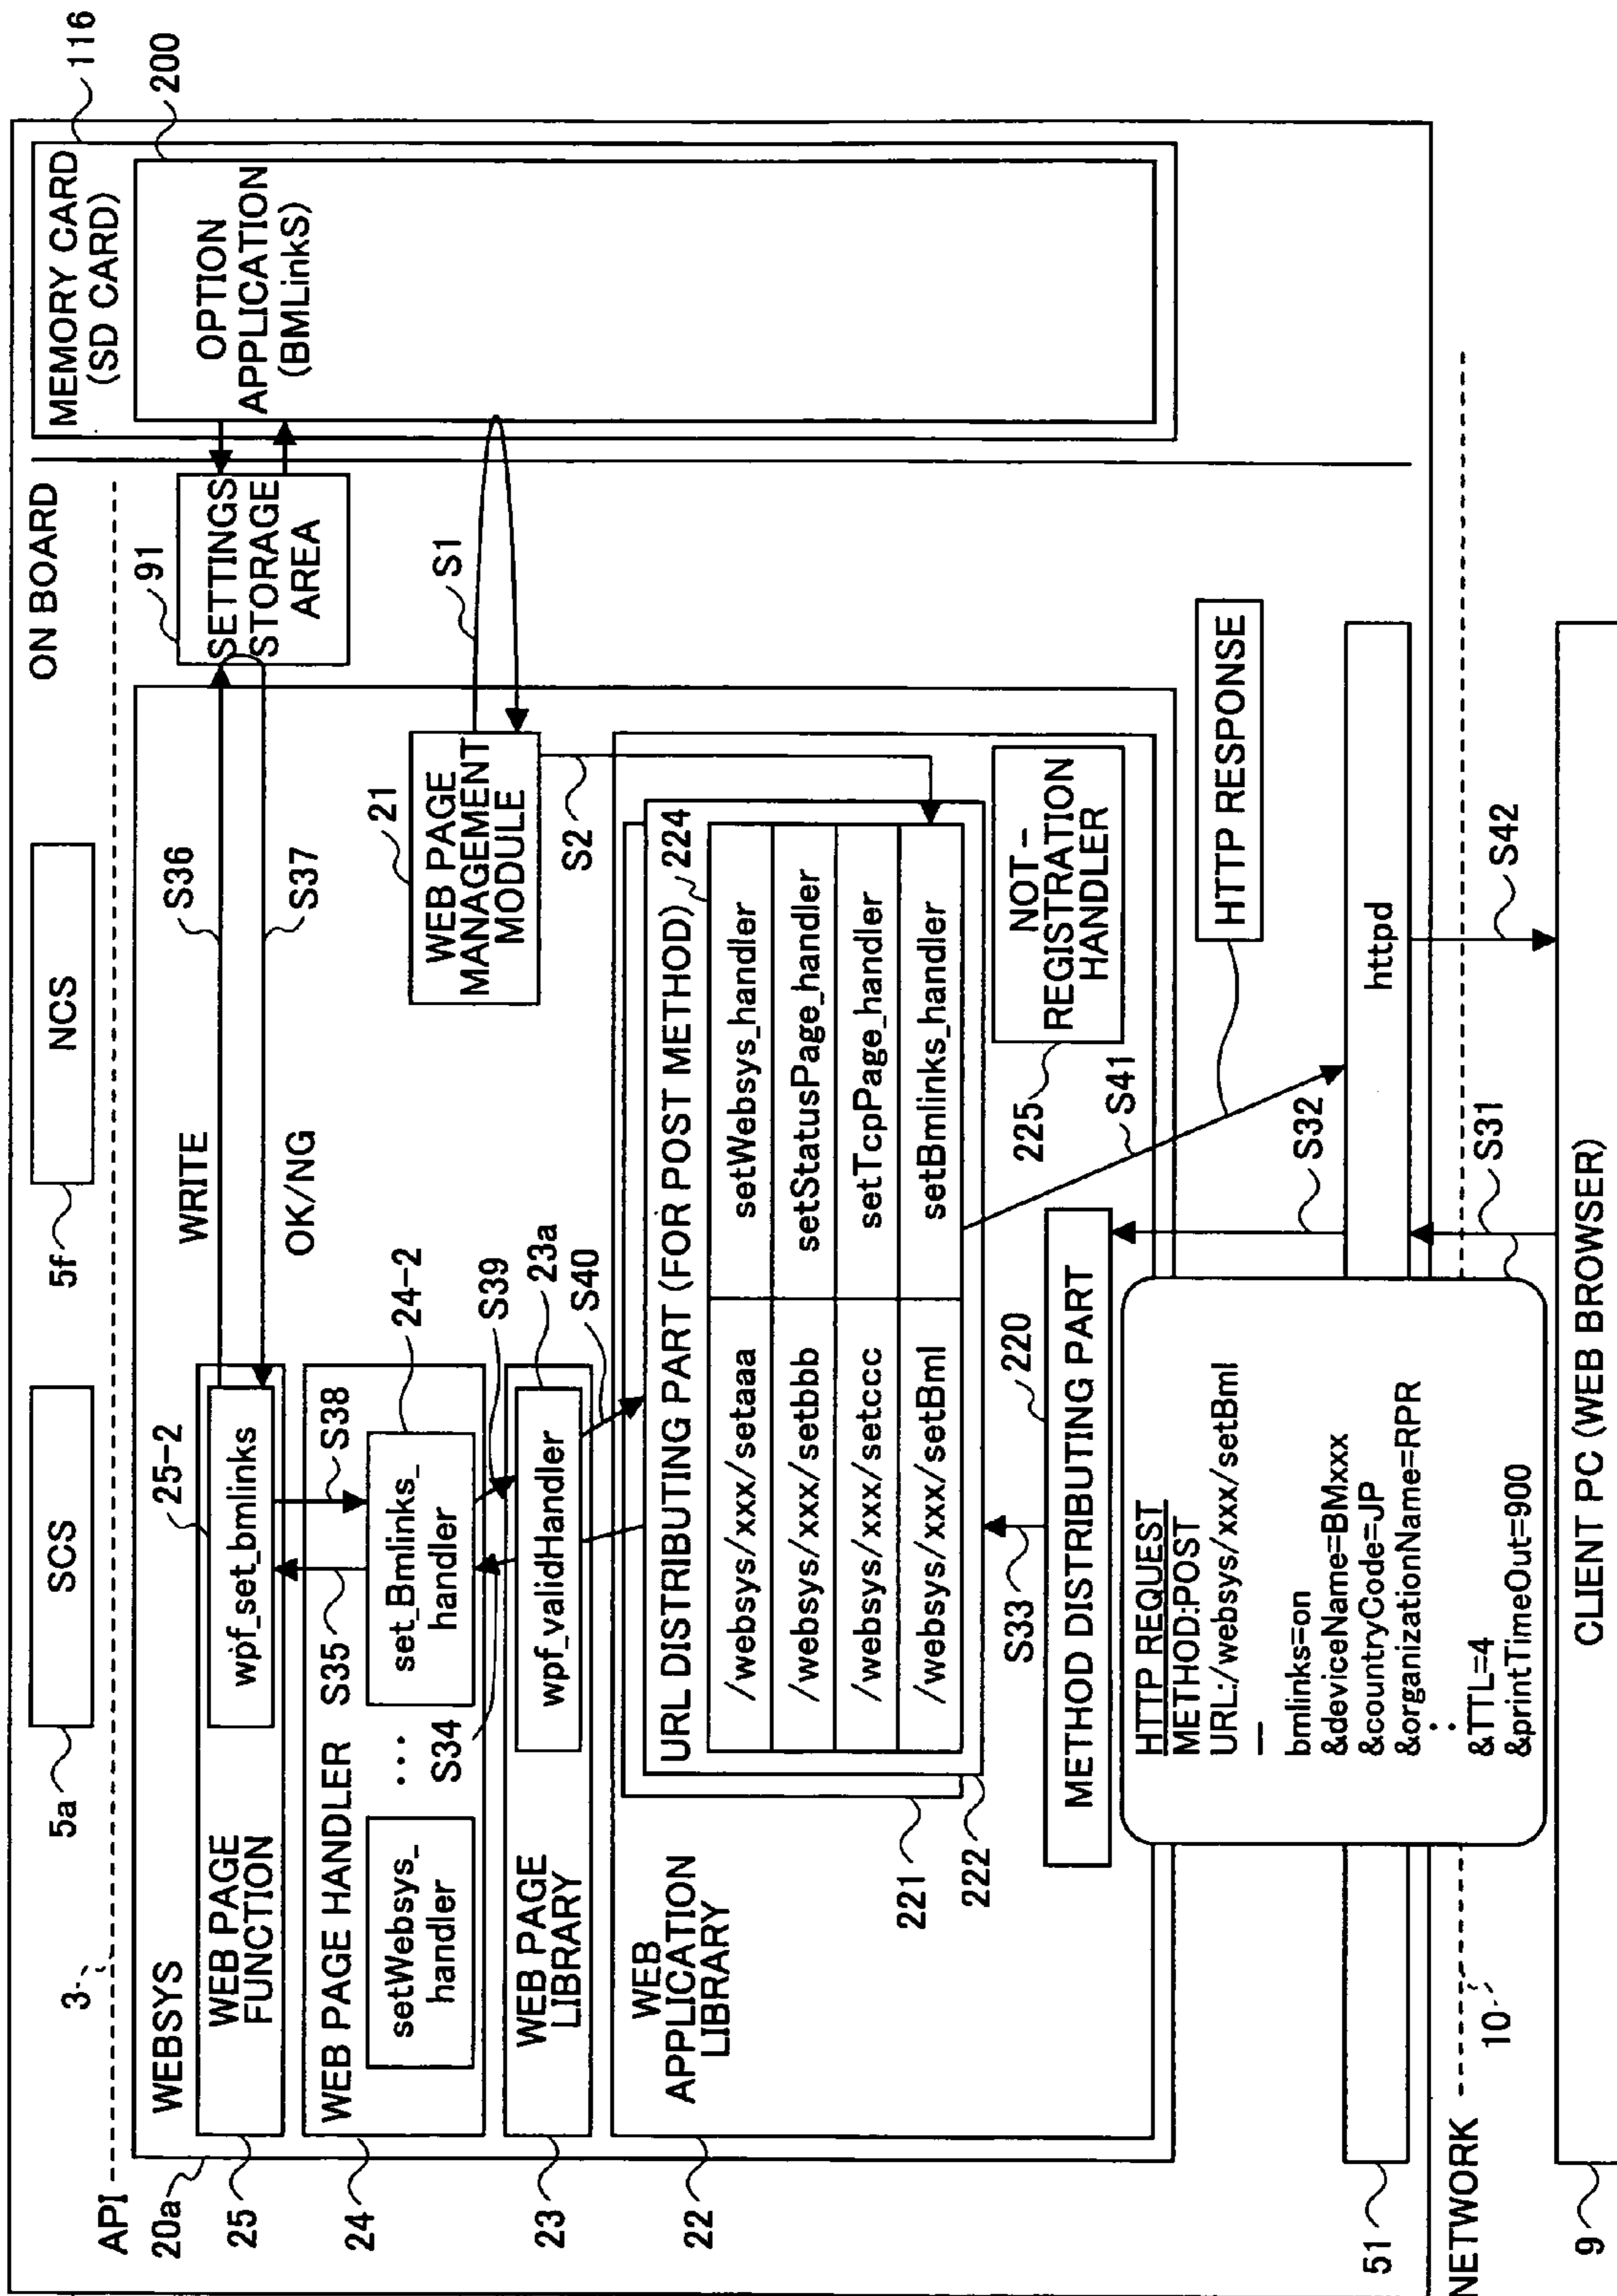 ON BOARD
MEMORY CARD
(SD CARD)
116
200
OPTION
APPLICATION
(BMLinkS)
SCS
5a
NCS
5f
API
3
20a
WEBSYS
91
SETTINGS
STORAGE
AREA
25
WEB PAGE
FUNCTION
25-2
wpf_set_bmlinks
WRITE
S36
OK/NG
S37
24
WEB PAGE HANDLER
S35
S38
setWebsys_
handler
...
set_Bmlinks_
handler
24-2
S34
S39
21
WEB PAGE
MANAGEMENT
MODULE
S1
S2
23
WEB PAGE
LIBRARY
wpf_validHandler
23a
S40
22
WEB
APPLICATION
LIBRARY
URL DISTRIBUTING PART (FOR POST METHOD)
224
/websys/xxx/setaaa
setWebsys_handler
/websys/xxx/setbbb
setStatusPage_handler
/websys/xxx/setccc
setTcpPage_handler
/websys/xxx/setBml
setBmlinks_handler
221
222
S33
225
NOT-
REGISTRATION
HANDLER
220
METHOD DISTRIBUTING PART
S41
HTTP RESPONSE
S32
HTTP REQUEST
METHOD:POST
URL:/websys/xxx/setBml
—
bmlinks=on
&deviceName=BMxxx
&countryCode=JP
&organizationName=RPR
:
&TTL=4
&printTimeOut=900
51
httpd
NETWORK
10
S31
S42
9
CLIENT PC (WEB BROWSER)